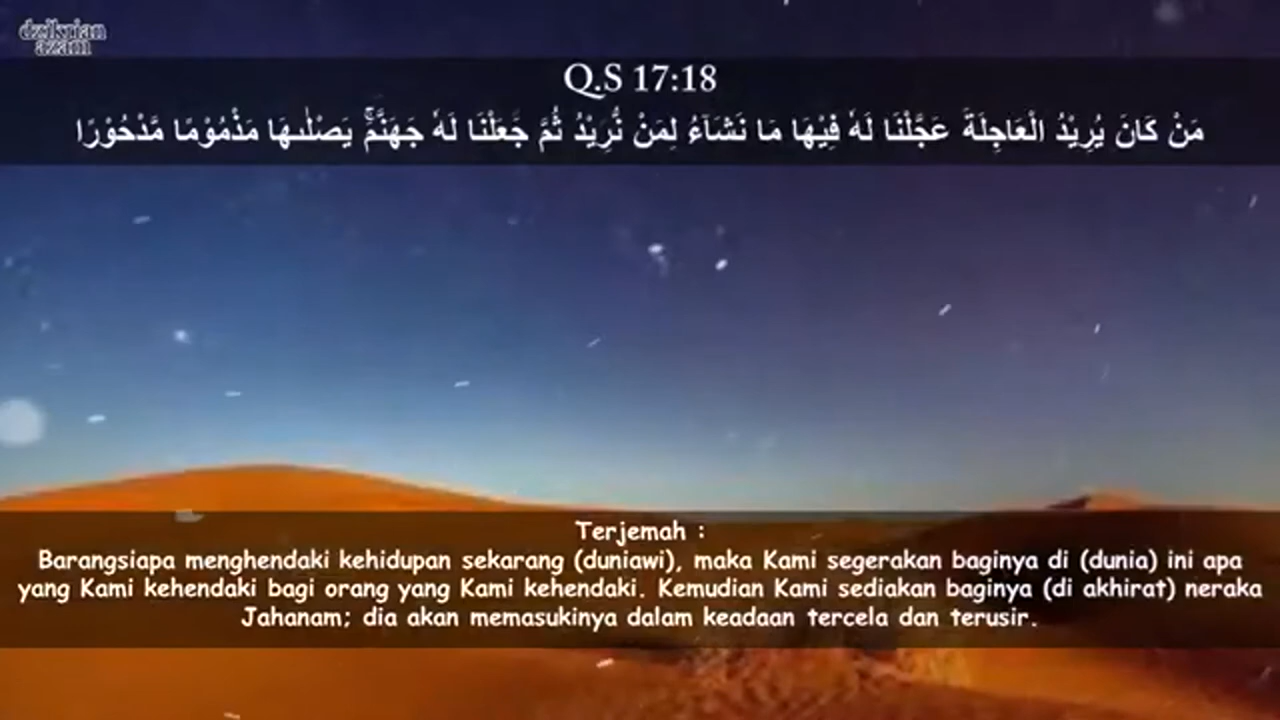 dzikrian
azam
Q.S 17:18
مَنْ كَانَ يُرِيْدُ الْعَاجِلَةَ عَجَّلْنَا لَهٗ فِيْهَا مَا نَشَاۤءُ لِمَنْ نُّرِيْدُ ثُمَّ جَعَلْنَا لَهٗ جَهَنَّمَۚ يَصْلٰىهَا مَذْمُوْمًا مَّدْحُوْرًا
Terjemah :
Barangsiapa menghendaki kehidupan sekarang (duniawi), maka Kami segerakan baginya di (dunia) ini apa
yang Kami kehendaki bagi orang yang Kami kehendaki. Kemudian Kami sediakan baginya (di akhirat) neraka
Jahanam; dia akan memasukinya dalam keadaan tercela dan terusir.